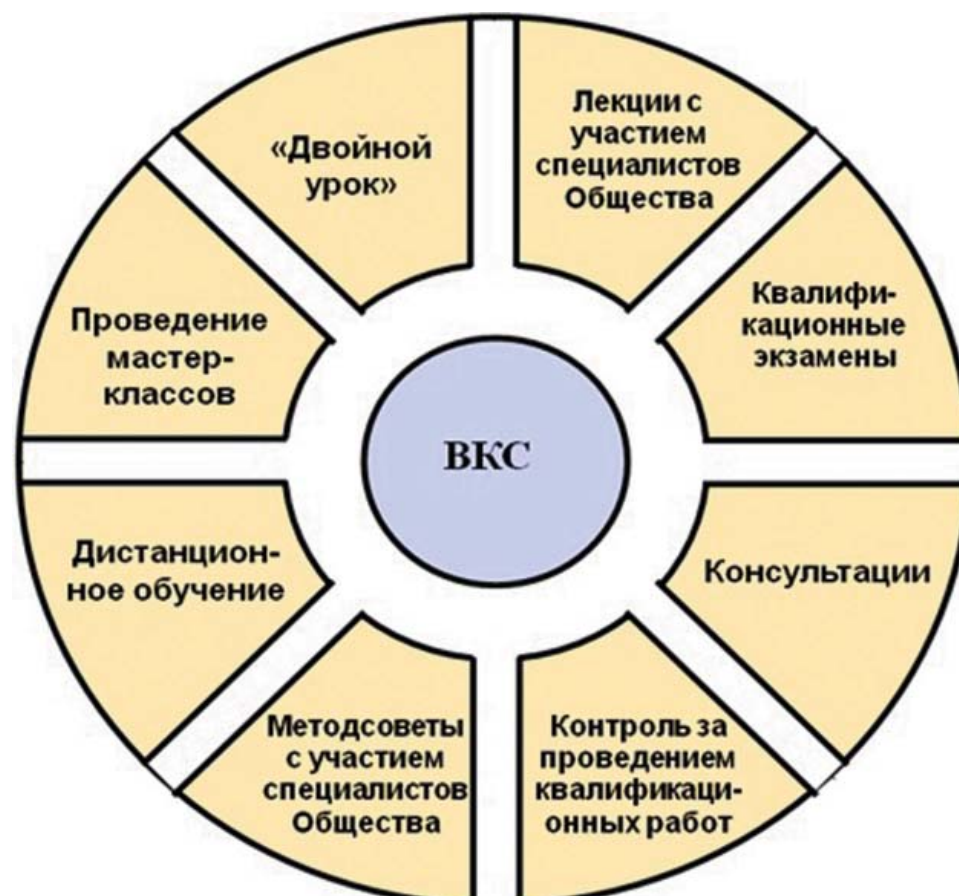 «Двойной
урок»
Лекции с
участием
специалистов
Общества
Квалифи-
кационные
экзамены
Консультации
Контроль за
проведением
квалификаци-
онных работ
Методсоветы
с участием
специалистов
Общества
Дистанцион-
ное обучение
Проведение
мастер-
классов
ВКС